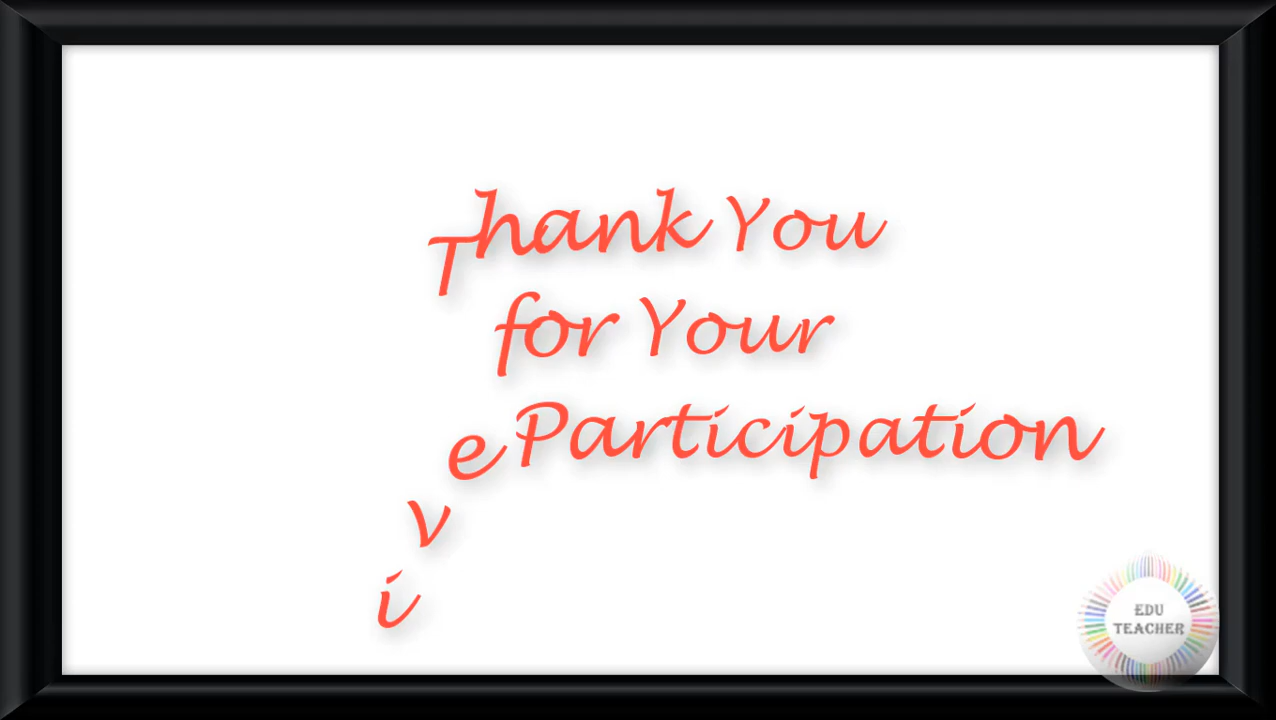 Thank You
for Your
Participation
e
v
i
EDU
TEACHER